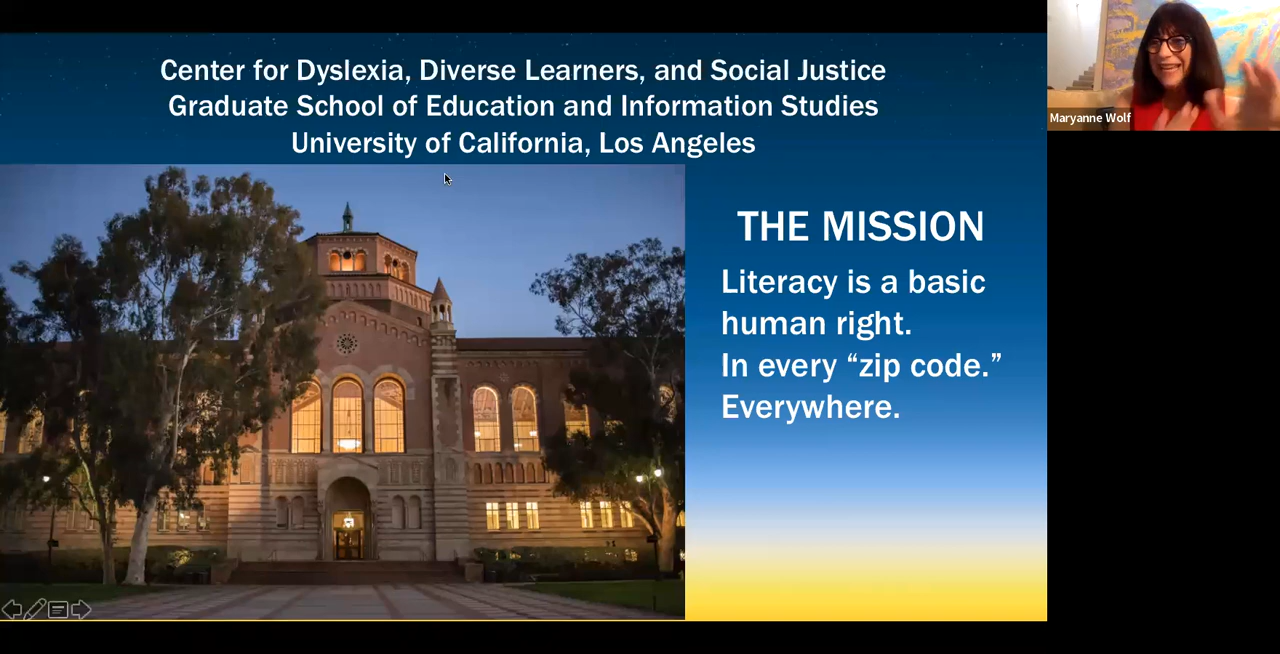 Center for Dyslexia, Diverse Learners, and Social Justice
Graduate School of Education and Information Studies
University of California, Los Angeles
Maryanne Wolf
THE MISSION
Literacy is a basic
human right.
In every “zip code.”
Everywhere.